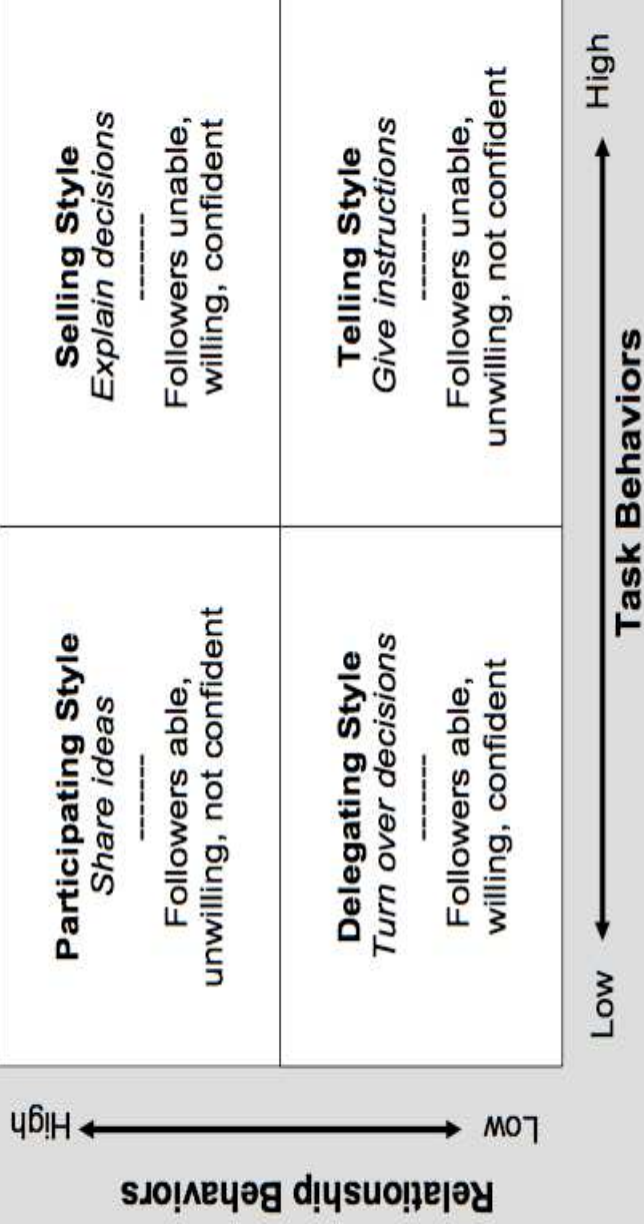 Participating Style
Share ideas
-------
Followers able,
unwilling, not confident
Selling Style
Explain decisions
-------
Followers unable,
willing, confident
Delegating Style
Turn over decisions
-------
Followers able,
willing, confident
Telling Style
Give instructions
-------
Followers unable,
unwilling, not confident
Relationship Behaviors
High
Low
Low
High
Task Behaviors